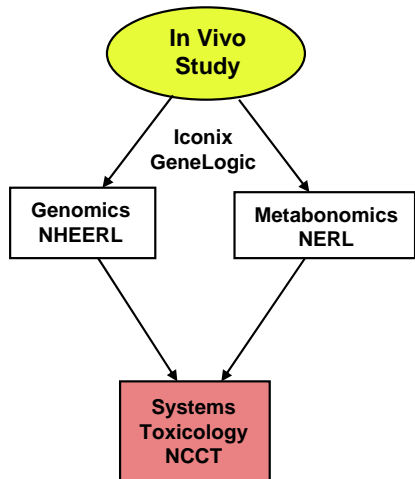 In Vivo
Study
Iconix
GeneLogic
Genomics
NHEERL
Metabonomics
NERL
Systems
Toxicology
NCCT